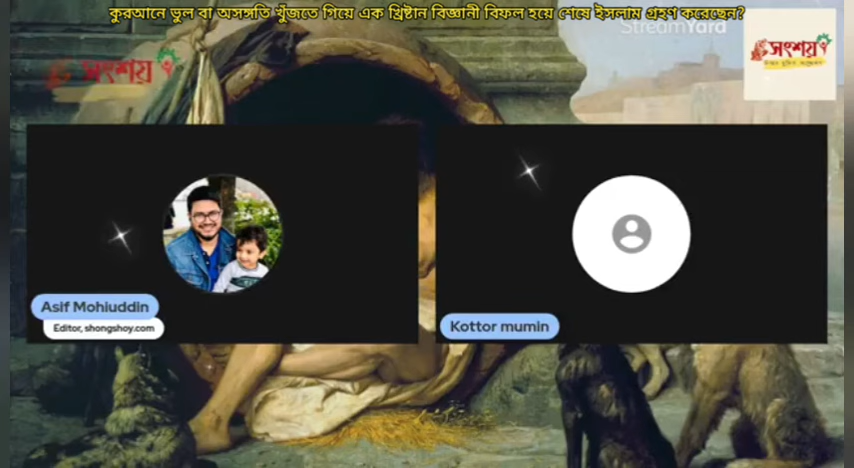 কুরআনে ভুল বা অসঙ্গতি খুঁজতে গিয়ে এক খ্রিষ্টান বিজ্ঞানী বিফল হয়ে শেষে ইসলাম গ্রহণ করেছেন?
StreamYard
সংশয়
সংশয়
Asif Mohiuddin
Editor, shongshoy.com
Kottor mumin